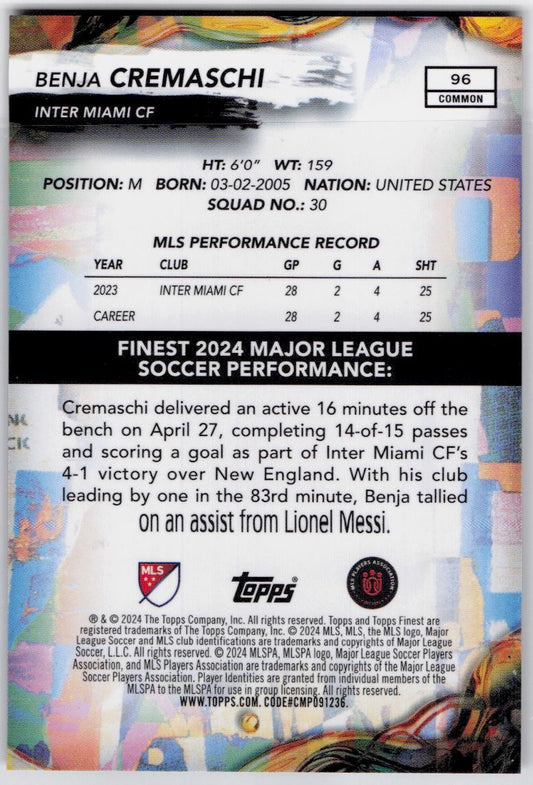 BENJA CREMASCHI
96
COMMON
INTER MIAMI CF
HT: 6'0" WT: 159
POSITION: M BORN: 03-02-2005 NATION: UNITED STATES
SQUAD NO.: 30
MLS PERFORMANCE RECORD
YEAR CLUB GP G A SHT
2023 INTER MIAMI CF 28 2 4 25
CAREER 28 2 4 25
FINEST 2024 MAJOR LEAGUE
SOCCER PERFORMANCE:
Cremaschi delivered an active 16 minutes off the
bench on April 27, completing 14-of-15 passes
and scoring a goal as part of Inter Miami CF's
4-1 victory over New England. With his club
leading by one in the 83rd minute, Benja tallied
on an assist from Lionel Messi.
MLS
topps®
MLS PLAYERS ASSOCIATION
® & © 2024 The Topps Company, Inc. All rights reserved. Topps and Topps Finest are
registered trademarks of The Topps Company, Inc. © 2024 MLS, MLS, the MLS logo, Major
League Soccer and MLS club identifications are trademarks and copyrights of Major League
Soccer, L.L.C. All rights reserved. © 2024 MLSPA, MLSPA logo, Major League Soccer Players
Association, and MLS Players Association are trademarks and copyrights of the Major League
Soccer Players Association. Player Identities are granted from individual members of the
MLSPA to the MLSPA for use in group licensing. All rights reserved.
WWW.TOPPS.COM. CODE#CMP091236.